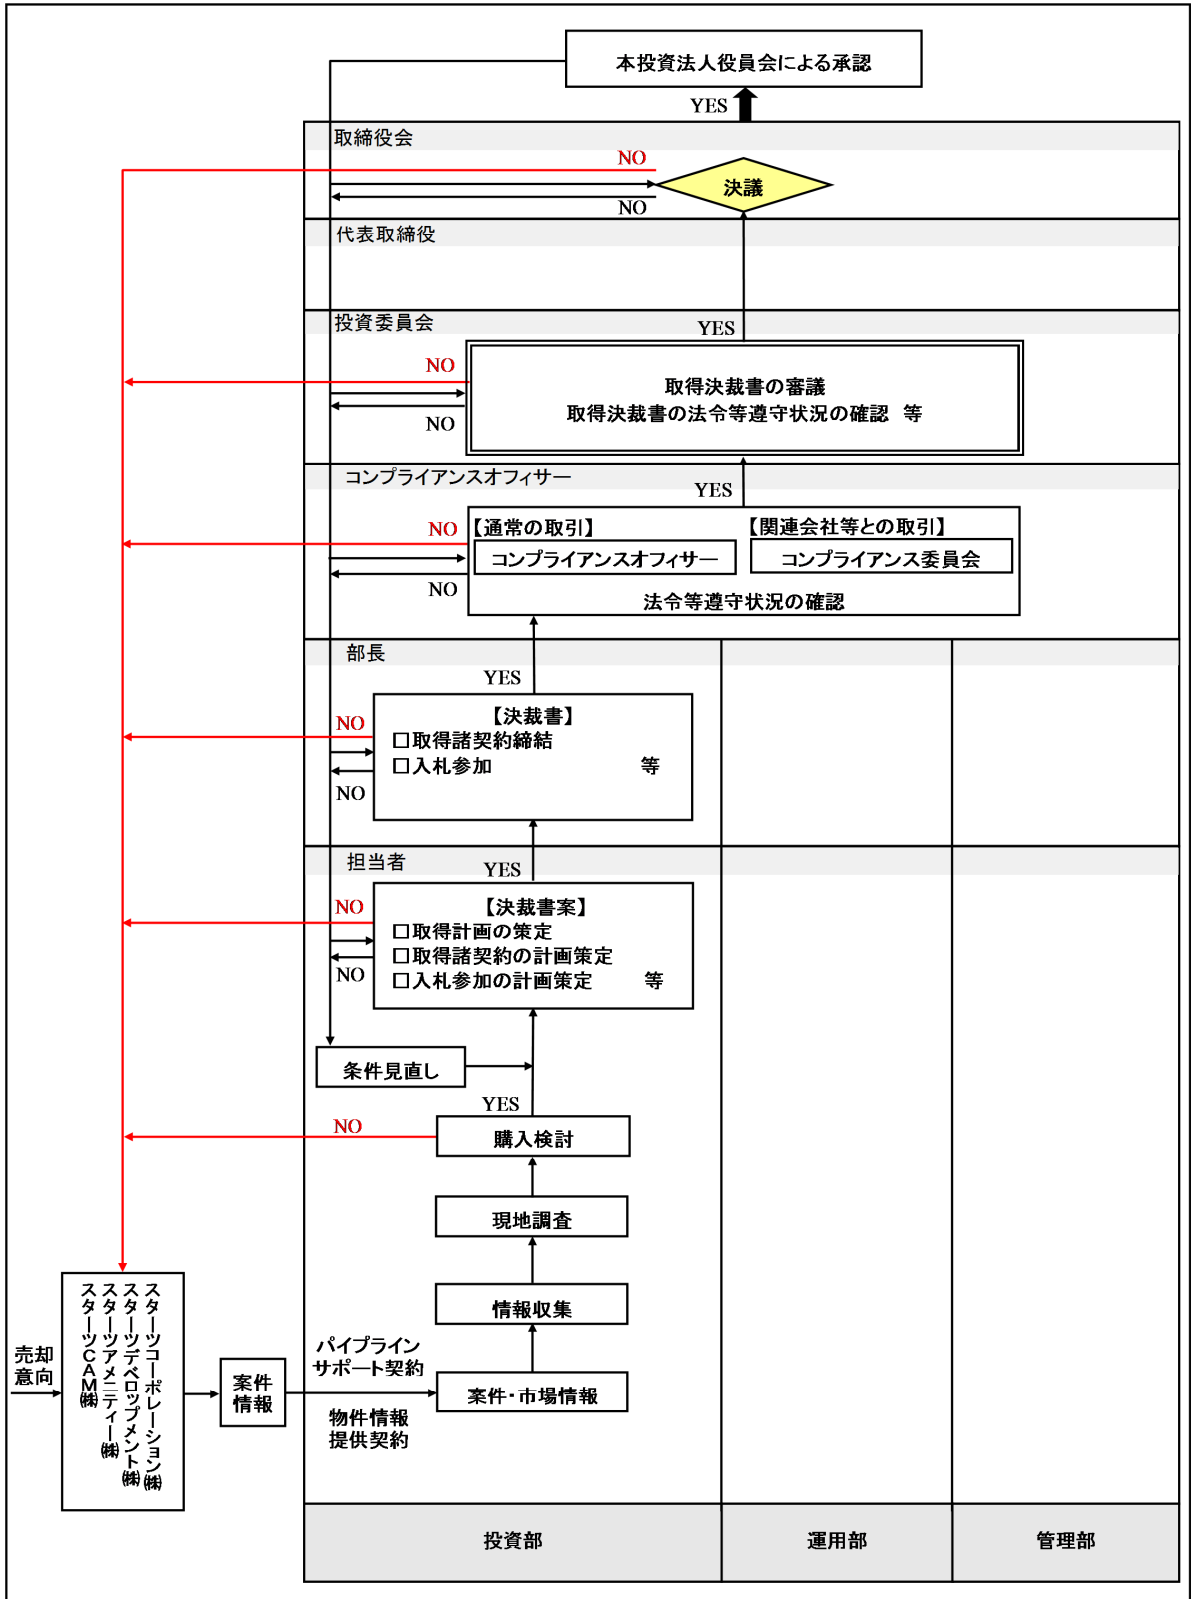 本投資法人役員会による承認
YES
取締役会
NO
決議
NO
代表取締役
投資委員会
YES
NO
取得決裁書の審議
取得決裁書の法令等遵守状況の確認 等
NO
コンプライアンスオフィサー
YES
NO
【通常の取引】
【関連会社等との取引】
コンプライアンスオフィサー
コンプライアンス委員会
NO
法令等遵守状況の確認
部長
YES
【決裁書】
NO
□取得諸契約締結
□入札参加 等
NO
担当者
YES
【決裁書案】
NO
□取得計画の策定
□取得諸契約の計画策定
NO
□入札参加の計画策定 等
条件見直し
YES
NO
購入検討
現地調査
情報収集
スターツコーポレーション㈱
スターツデベロップメント㈱
スターツアメニティー㈱
スターツCAM㈱
売却
意向
案件
情報
パイプライン
サポート契約
案件・市場情報
物件情報
提供契約
投資部
運用部
管理部